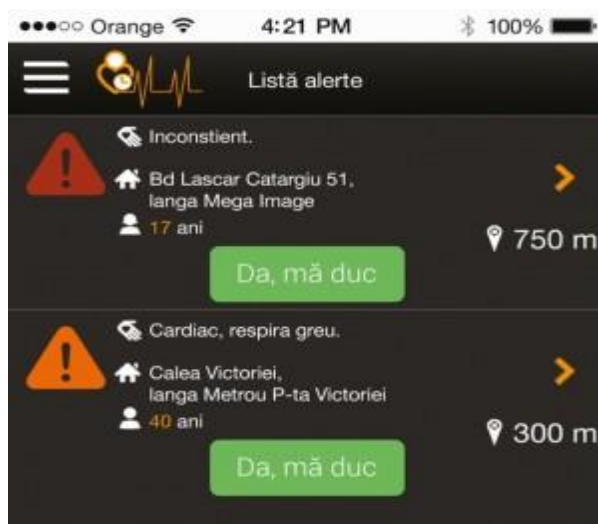 Orange 4:21 PM 100%
Listă alerte
Inconstient.
Bd Lascar Catargiu 51,
langa Mega Image
17 ani
750 m
Da, mă duc
Cardiac, respira greu.
Calea Victoriei,
langa Metrou P-ta Victoriei
40 ani
300 m
Da, mă duc